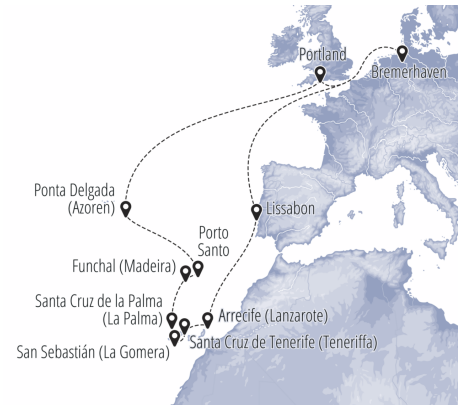 Portland
Bremerhaven
Ponta Delgada
(Azoren)
Lissabon
Porto
Santo
Funchal (Madeira)
Santa Cruz de la Palma
(La Palma)
Arrecife (Lanzarote)
Santa Cruz de Tenerife (Teneriffa)
San Sebastián (La Gomera)